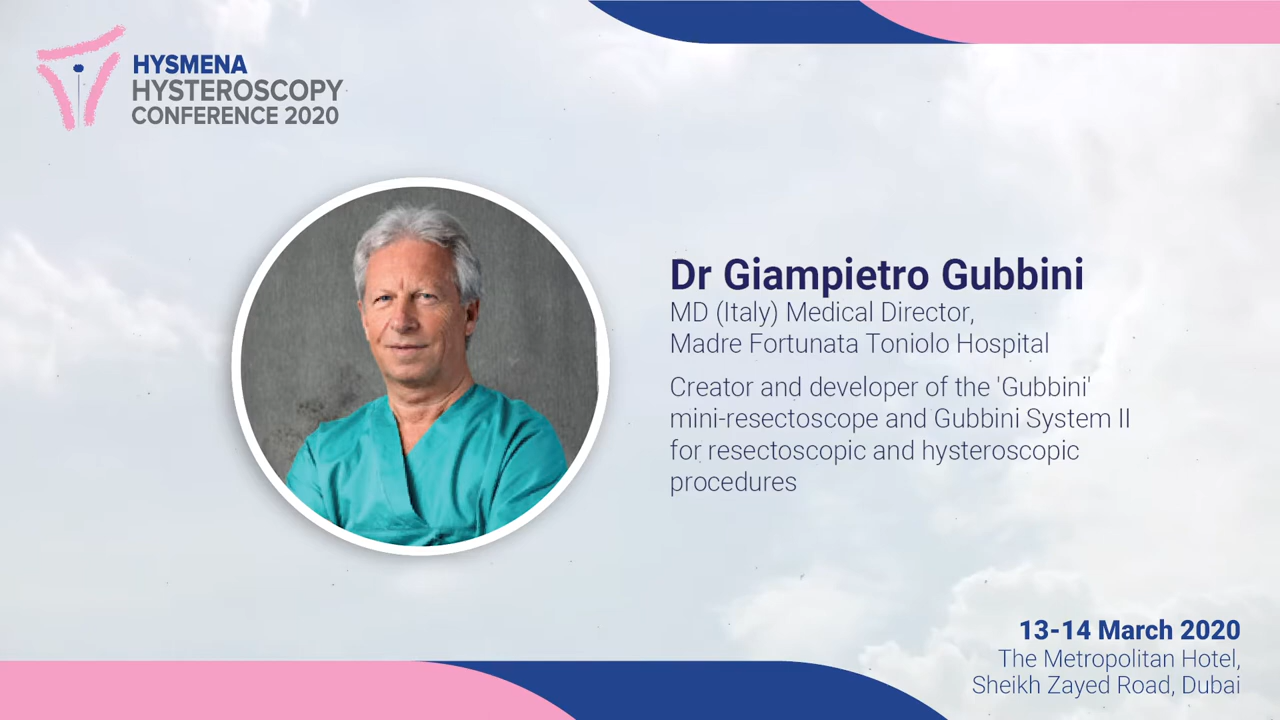 HYSMENA
HYSTEROSCOPY
CONFERENCE 2020
Dr Giampietro Gubbini
MD (Italy) Medical Director,
Madre Fortunata Toniolo Hospital
Creator and developer of the 'Gubbini'
mini-resectoscope and Gubbini System II
for resectoscopic and hysteroscopic
procedures
13-14 March 2020
The Metropolitan Hotel,
Sheikh Zayed Road, Dubai